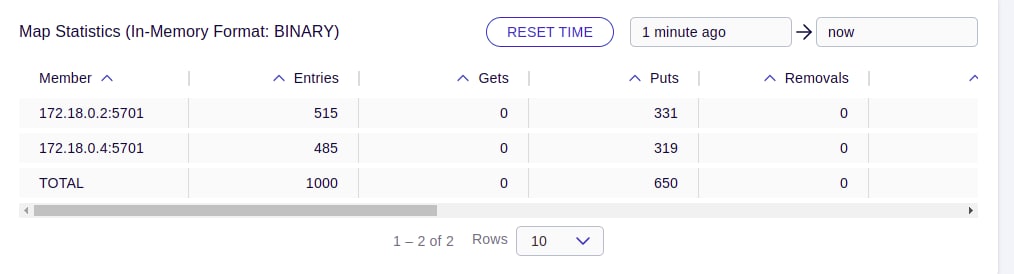 Map Statistics (In-Memory Format: BINARY) RESET TIME 1 minute ago now
Member Entries Gets Puts Removals
172.18.0.2:5701 515 0 331 0
172.18.0.4:5701 485 0 319 0
TOTAL 1000 0 650 0
1 – 2 of 2 Rows 10